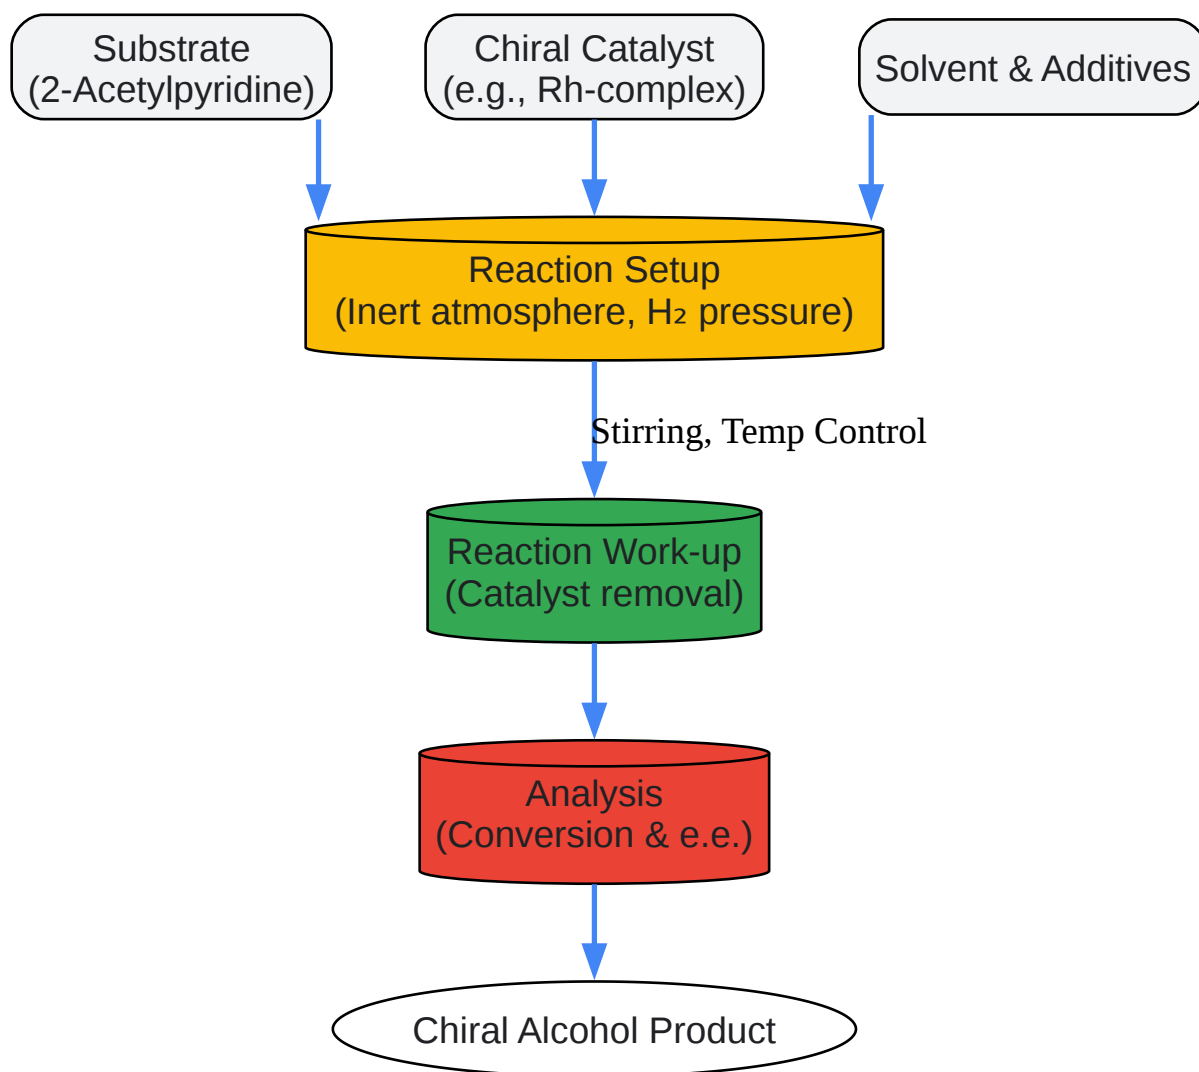 Substrate
(2-Acetylpyridine)
Chiral Catalyst
(e.g., Rh-complex)
Solvent & Additives
Reaction Setup
(Inert atmosphere, H₂ pressure)
Stirring, Temp Control
Reaction Work-up
(Catalyst removal)
Analysis
(Conversion & e.e.)
Chiral Alcohol Product